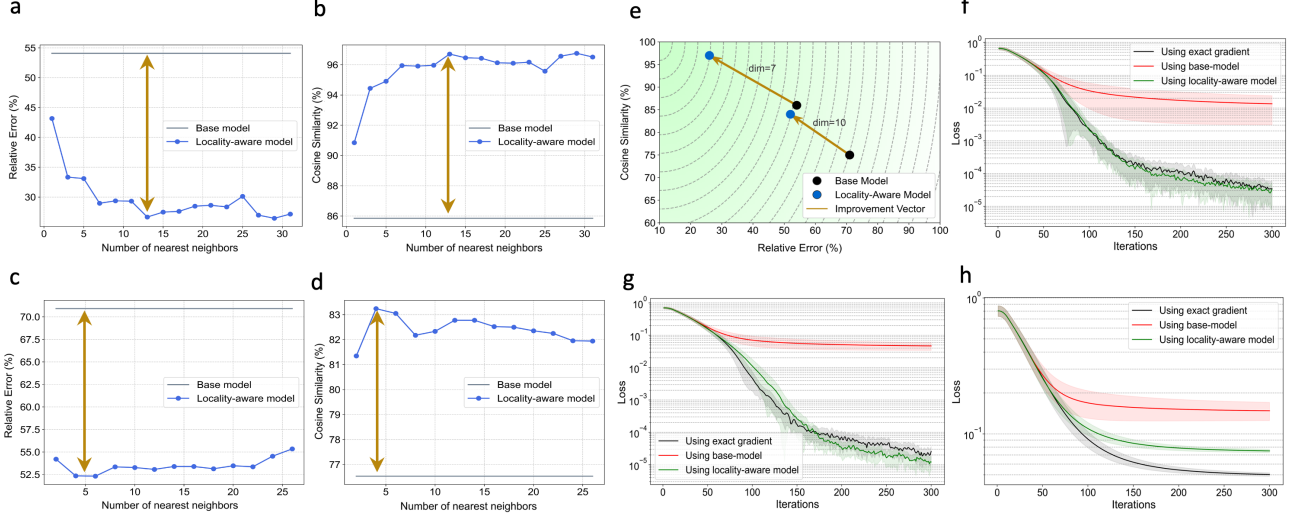 a
55
50
45
40
35
30
Relative Error (%)
Base model
Locality-aware model
0
5
10
15
20
25
30
Number of nearest neighbors
b
96
94
92
90
88
86
Cosine Similarity (%)
Base model
Locality-aware model
0
5
10
15
20
25
30
Number of nearest neighbors
e
100
95
90
85
80
75
70
65
60
Cosine Similarity (%)
dim=7
dim=10
Base Model
Locality-Aware Model
Improvement Vector
10
20
30
40
50
60
70
80
90
100
Relative Error (%)
f
10⁰
10⁻¹
10⁻²
10⁻³
10⁻⁴
10⁻⁵
Loss
Using exact gradient
Using base-model
Using locality-aware model
0
50
100
150
200
250
300
Iterations
c
70.0
67.5
65.0
62.5
60.0
57.5
55.0
52.5
Relative Error (%)
Base model
Locality-aware model
5
10
15
20
25
Number of nearest neighbors
d
83
82
81
80
79
78
77
Cosine Similarity (%)
Base model
Locality-aware model
5
10
15
20
25
Number of nearest neighbors
g
10⁰
10⁻¹
10⁻²
10⁻³
10⁻⁴
10⁻⁵
Loss
Using exact gradient
Using base-model
Using locality-aware model
0
50
100
150
200
250
300
Iterations
h
10⁰
10⁻¹
Loss
Using exact gradient
Using base-model
Using locality-aware model
0
50
100
150
200
250
300
Iterations